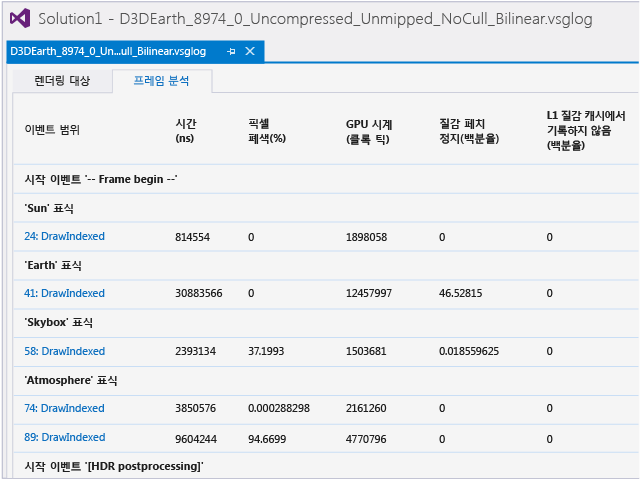 Solution1 - D3DEarth_8974_0_Uncompressed_Unmipped_NoCull_Bilinear.vsglog
D3DEarth_8974_0_Un...ull_Bilinear.vsglog
렌더링 대상 프레임 분석
이벤트 범위 시간 (ns) 픽셀 폐색(%) GPU 시계 (클록 틱) 질감 페치 정지(백분율) L1 질감 캐시에서 기록하지 않음 (백분율)
시작 이벤트 '-- Frame begin --'
'Sun' 표식
24: DrawIndexed 814554 0 1898058 0 0
'Earth' 표식
41: DrawIndexed 30883566 0 12457997 46.52815 0
'Skybox' 표식
58: DrawIndexed 2393134 37.1993 1503681 0.018559625 0
'Atmosphere' 표식
74: DrawIndexed 3850576 0.000288298 2161260 0 0
89: DrawIndexed 9604244 94.6699 4770796 0 0
시작 이벤트 '[HDR postprocessing]'